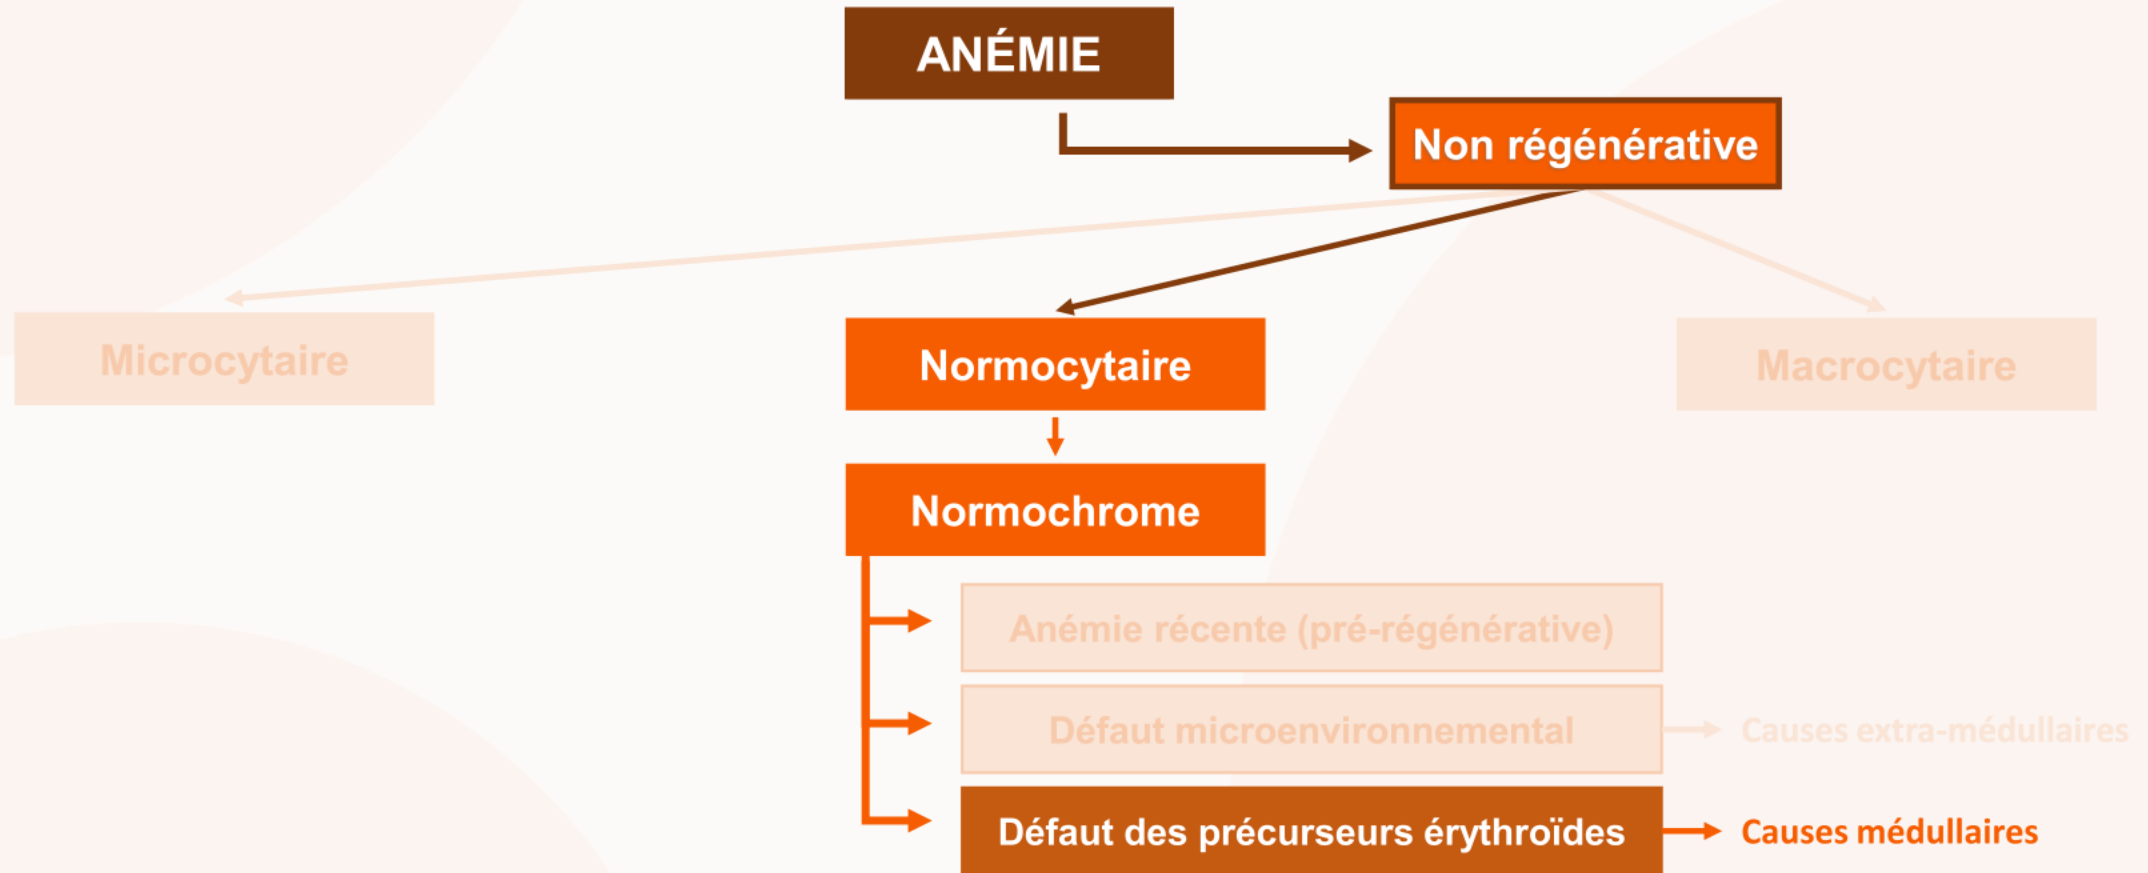 ANÉMIE
Non régénérative
Microcytaire
Normocytaire
Macrocytaire
Normochrome
Anémie récente (pré-régénérative)
Défaut microenvironnemental
Causes extra-médullaires
Défaut des précurseurs érythroïdes
Causes médullaires